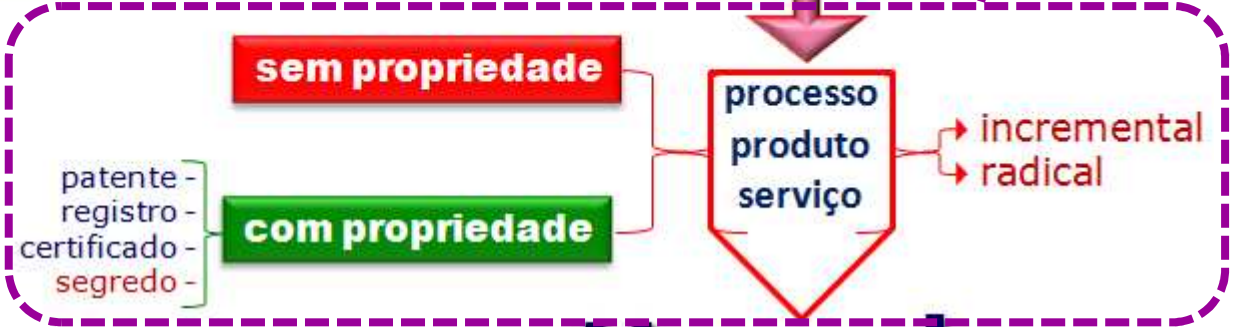 sem propriedade
patente -
registro -
certificado -
segredo -
com propriedade
processo
produto
serviço
incremental
radical